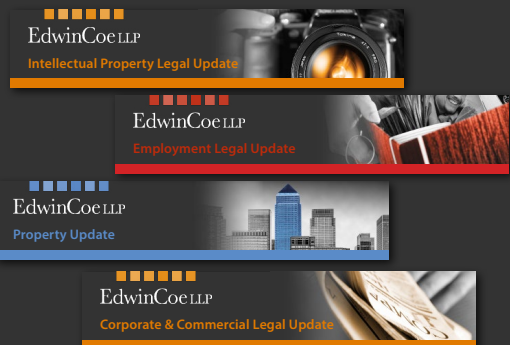 EdwinCoe LLP
Intellectual Property Legal Update
EdwinCoe LLP
Employment Legal Update
EdwinCoe LLP
Property Update
EdwinCoe LLP
Corporate & Commercial Legal Update